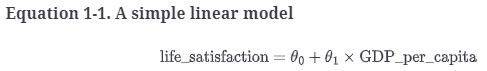 Equation 1-1. A simple linear model
life_satisfaction = θ₀ + θ₁ × GDP_per_capita